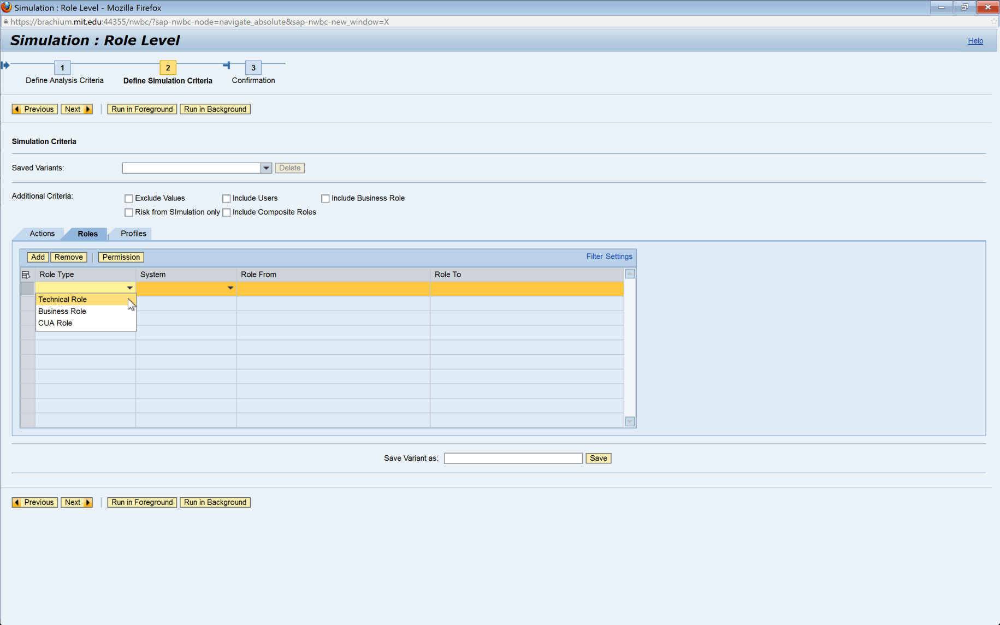 Simulation : Role Level - Mozilla Firefox
https://brachium.mit.edu:44355/nwbc/?sap-nwbc-node=navigate_absolute&sap-nwbc-new_window=X
Simulation : Role Level
Help
1
2
3
Define Analysis Criteria
Define Simulation Criteria
Confirmation
Previous
Next
Run in Foreground
Run in Background
Simulation Criteria
Saved Variants:
Delete
Additional Criteria:
Exclude Values
Include Users
Include Business Role
Risk from SImulation only
Include Composite Roles
Actions
Roles
Profiles
Add
Remove
Permission
Filter Settings
Role Type
System
Role From
Role To
Technical Role
Business Role
CUA Role
Save Variant as:
Save
Previous
Next
Run in Foreground
Run in Background